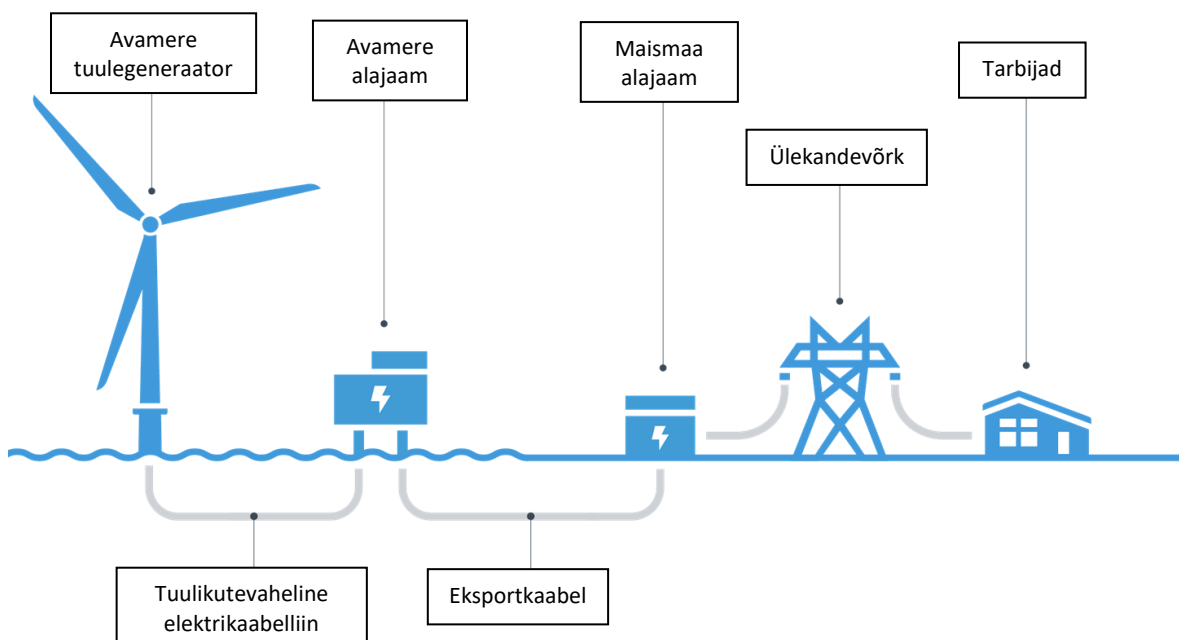 Avamere
tuulegeneraator
Avamere
alajaam
Maismaa
alajaam
Tarbijad
Ülekandevõrk
Tuulikutevaheline
elektrikaabelliin
Eksportkaabel